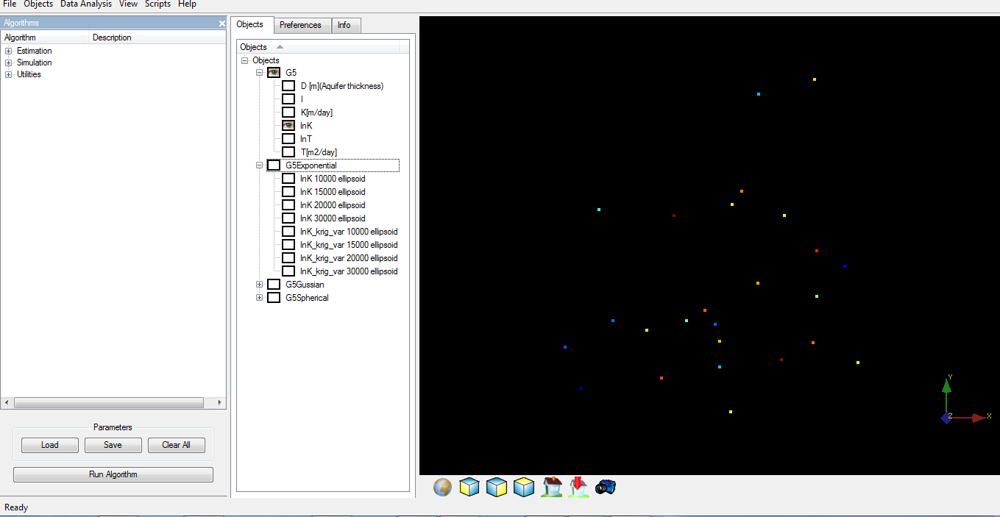 File Objects Data Analysis View Scripts Help
Algorithms
Algorithm Description
Estimation
Simulation
Utilities
Parameters
Load Save Clear All
Run Algorithm
Ready
Objects Preferences Info
Objects
Objects
G5
D [m](Aquifer thickness)
I
K[m/day]
lnK
lnT
T[m2/day]
G5Exponential
lnK 10000 ellipsoid
lnK 15000 ellipsoid
lnK 20000 ellipsoid
lnK 30000 ellipsoid
lnK_krig_var 10000 ellipsoid
lnK_krig_var 15000 ellipsoid
lnK_krig_var 20000 ellipsoid
lnK_krig_var 30000 ellipsoid
G5Gussian
G5Spherical
Y
Z X